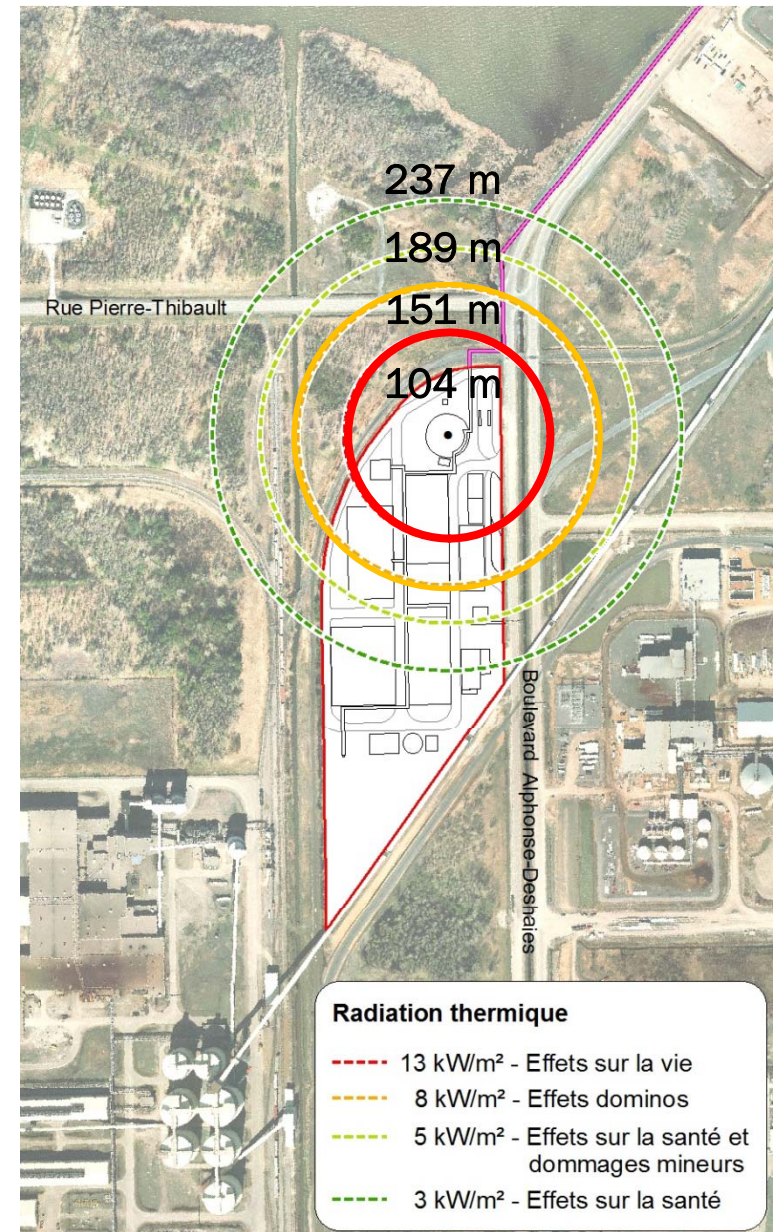 237 m
189 m
Rue Pierre-Thibault
151 m
104 m
Boulevard Alphonse-Deshaies
Radiation thermique
13 kW/m² - Effets sur la vie
8 kW/m² - Effets dominos
5 kW/m² - Effets sur la santé et
dommages mineurs
3 kW/m² - Effets sur la santé